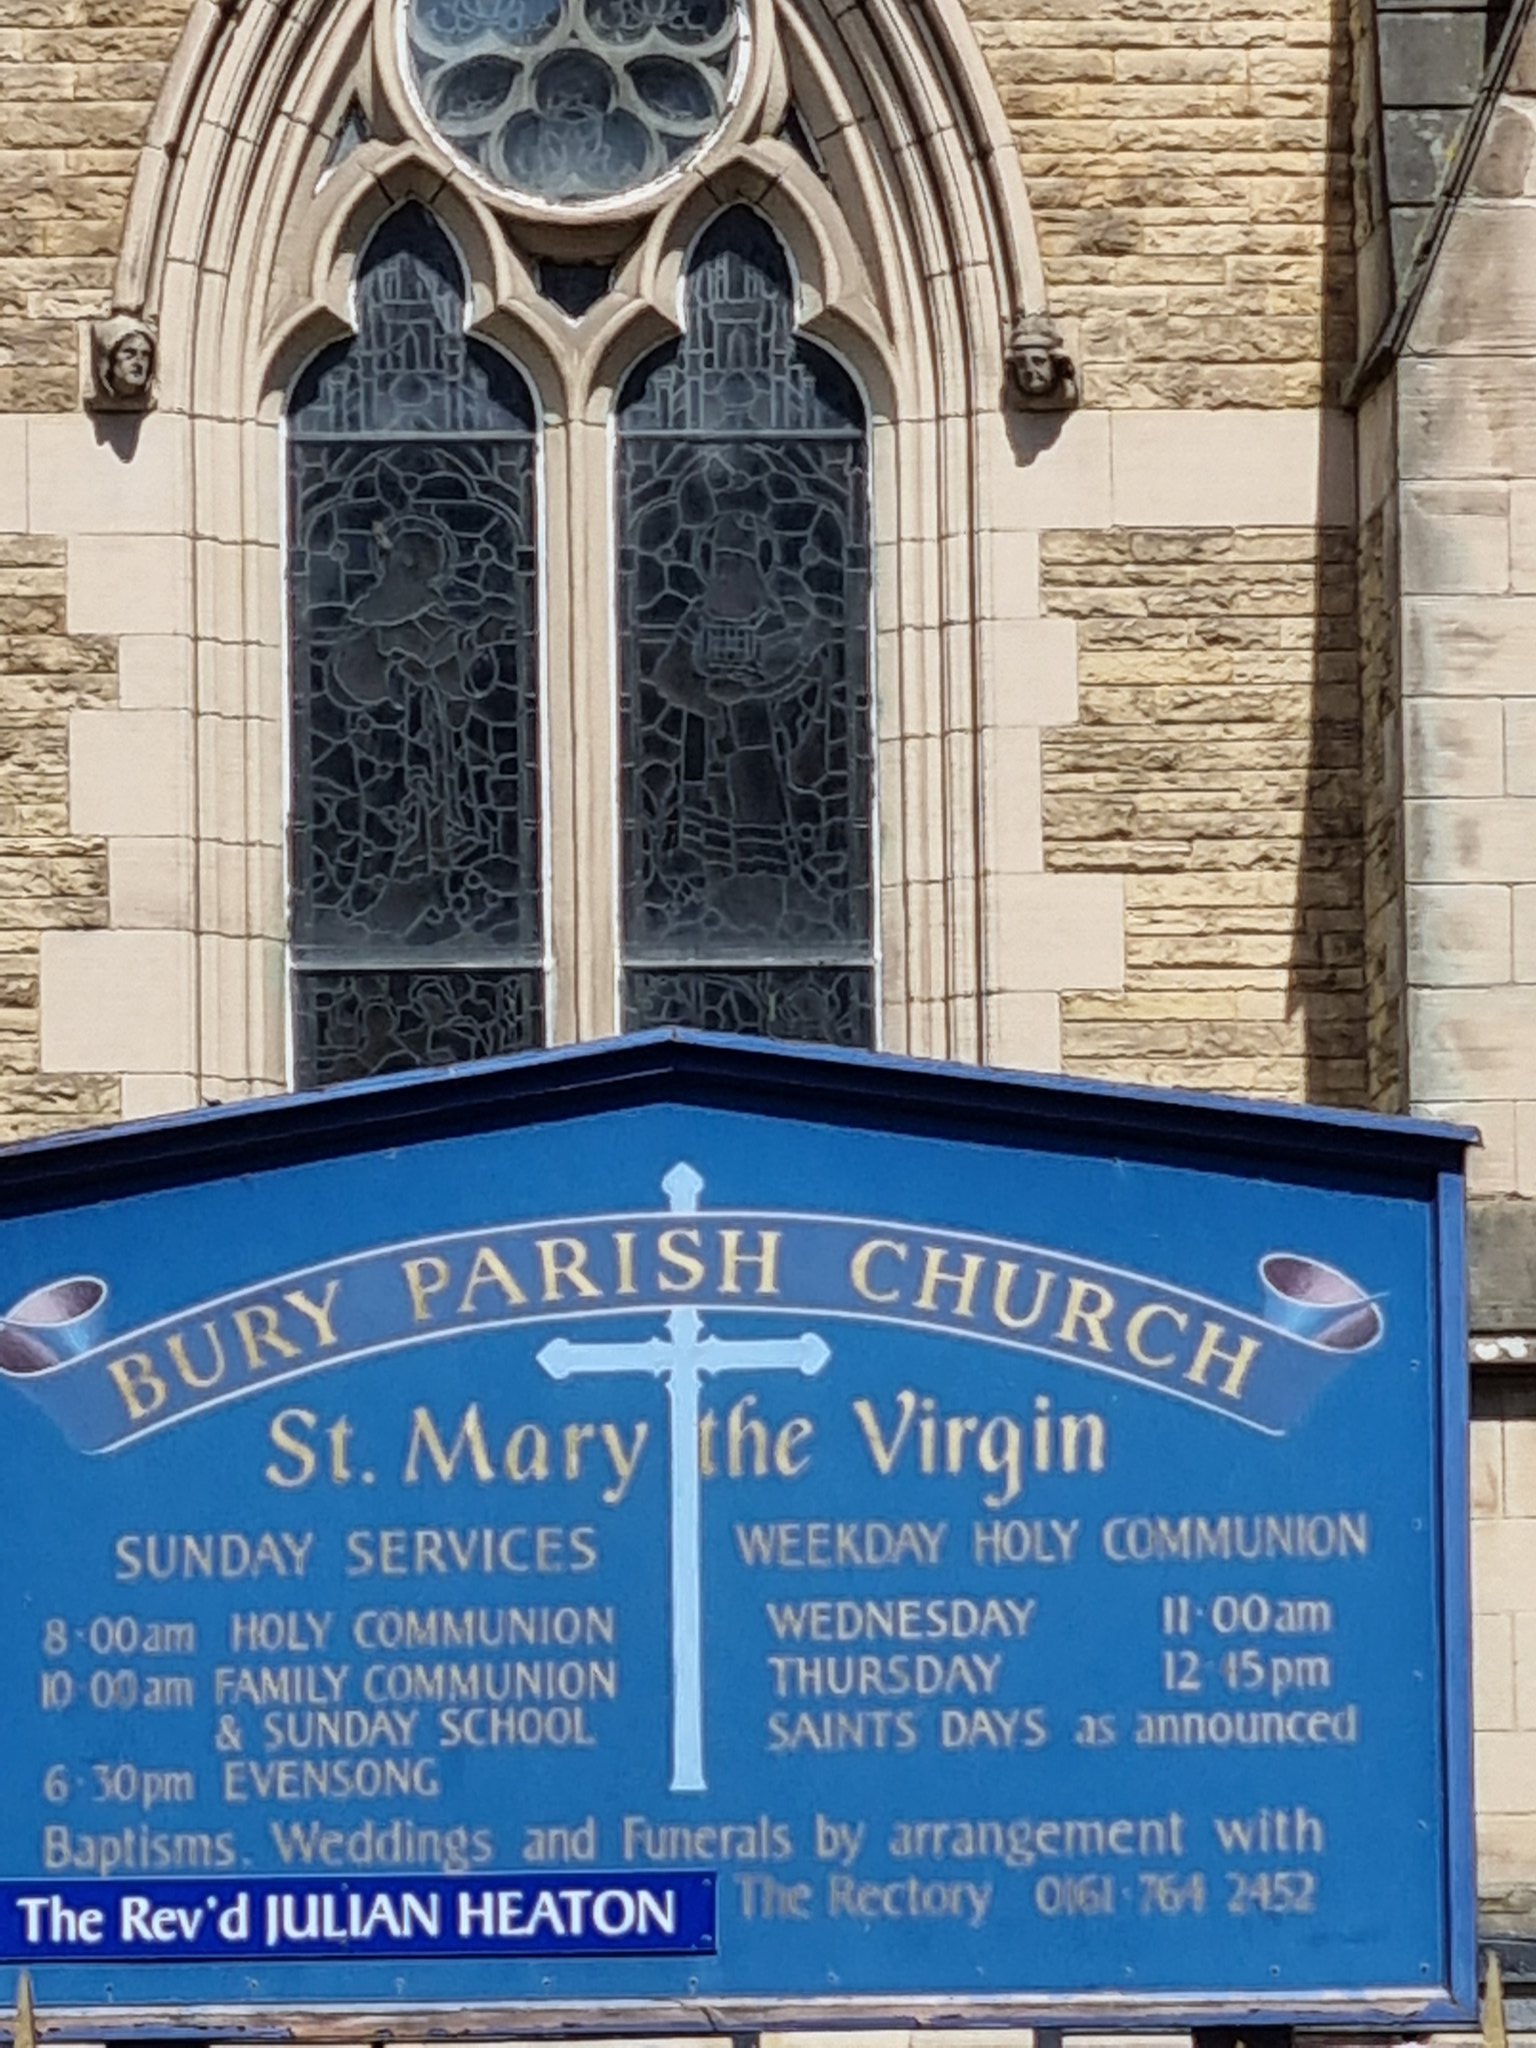 BURY PARISH CHURCH
St. Mary the Virgin
SUNDAY SERVICES
8·00am HOLY COMMUNION
10·00am FAMILY COMMUNION
& SUNDAY SCHOOL
6·30pm EVENSONG
WEEKDAY HOLY COMMUNION
WEDNESDAY 11·00am
THURSDAY 12·45pm
SAINTS DAYS as announced
Baptisms, Weddings and Funerals by arrangement with
The Rev'd JULIAN HEATON The Rectory 0161·764 2452